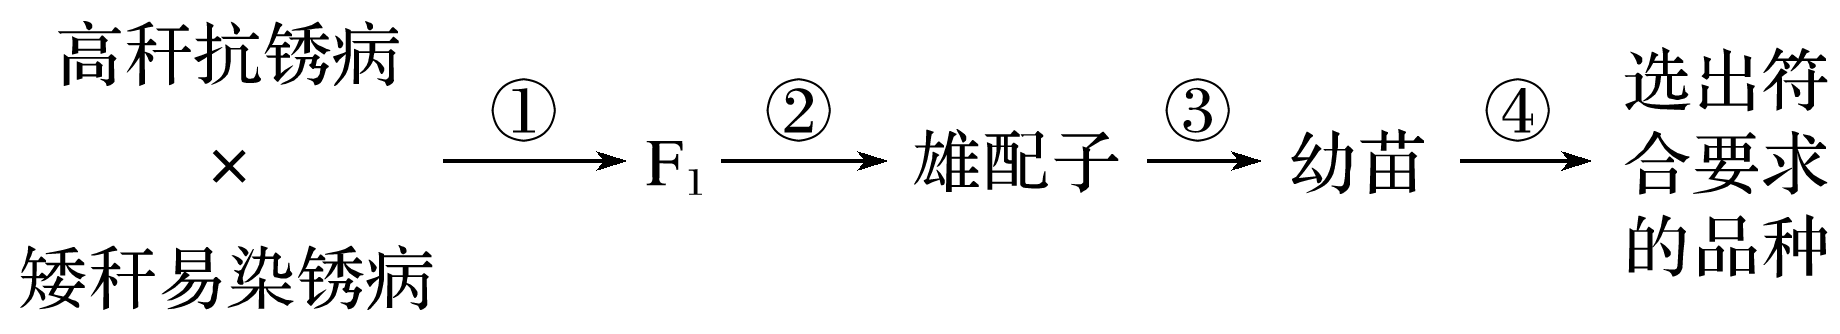 高秆抗锈病
×
矮秆易染锈病
①
F₁
②
雄配子
③
幼苗
④
选出符
合要求
的品种